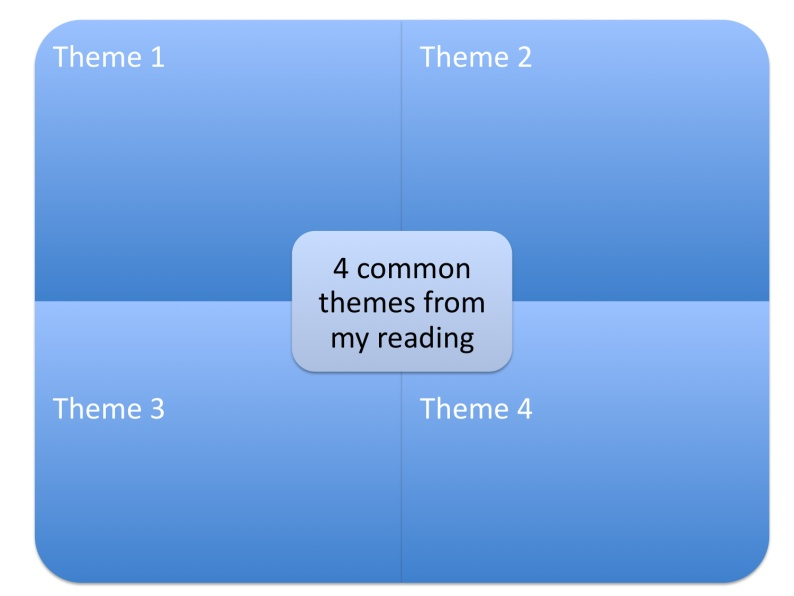 Theme 1
Theme 2
4 common
themes from
my reading
Theme 3
Theme 4